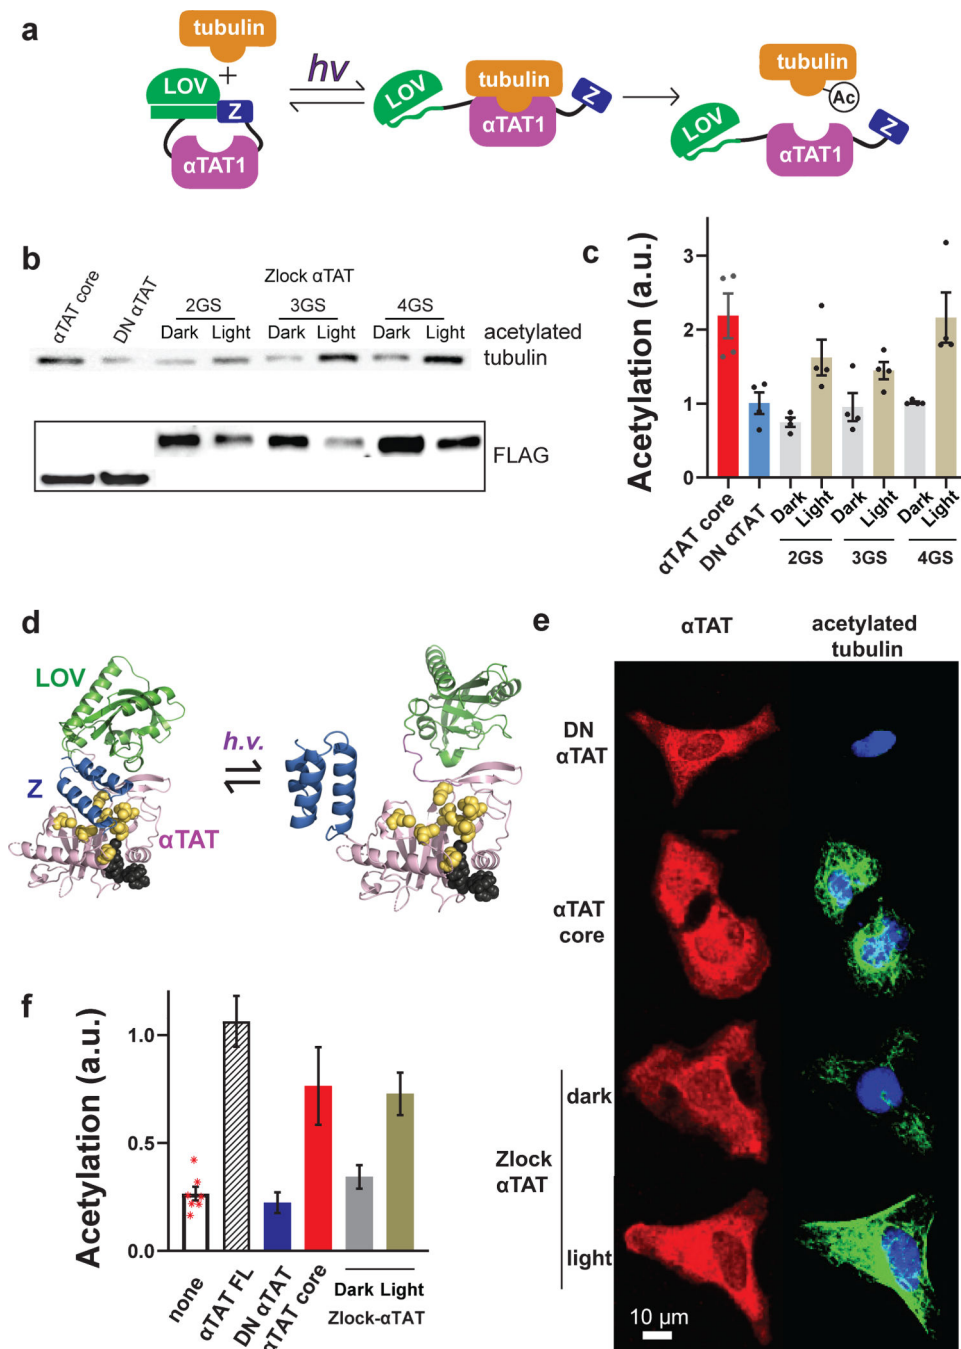 a
tubulin
+
LOV
Z
αTAT1
hv
LOV
tubulin
αTAT1
Z
tubulin
Ac
LOV
αTAT1
Z
b
αTAT core
DN αTAT
Zlock αTAT
2GS 3GS 4GS
Dark Light Dark Light Dark Light
acetylated
tubulin
FLAG
c
Acetylation (a.u.)
3
2
1
0
αTAT core
DN αTAT
Dark
Light
Dark
Light
Dark
Light
2GS 3GS 4GS
d
LOV
Z
αTAT
h.v.
e
αTAT
acetylated
tubulin
DN
αTAT
αTAT
core
dark
Zlock
αTAT
light
10 μm
f
Acetylation (a.u.)
1.0
0.5
0.0
none
αTAT FL
DN αTAT
αTAT core
Dark Light
Zlock-αTAT